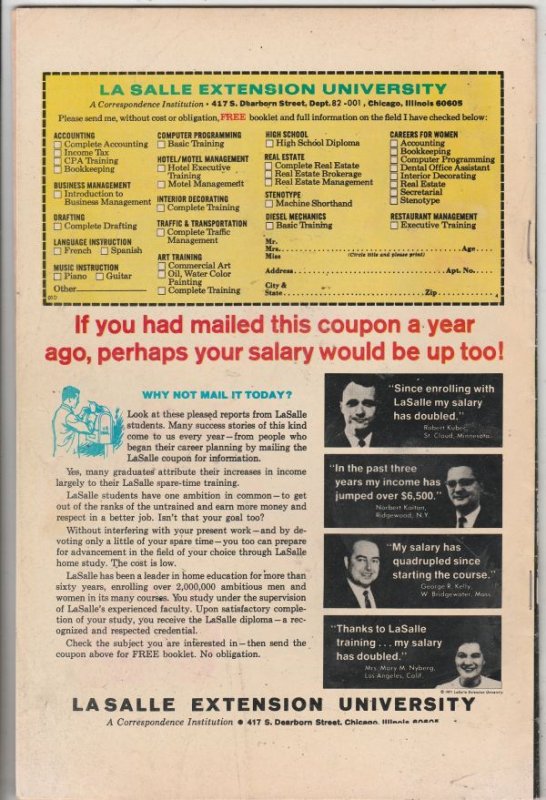 LA SALLE EXTENSION UNIVERSITY
A Correspondence Institution • 417 S. Dearborn Street, Dept. 82-001, Chicago, Illinois 60605
Please send me, without cost or obligation, FREE booklet and full information on the field I have checked below:
ACCOUNTING
Complete Accounting
Income Tax
CPA Training
Bookkeeping
BUSINESS MANAGEMENT
Introduction to
Business Management
DRAFTING
Complete Drafting
LANGUAGE INSTRUCTION
French Spanish
MUSIC INSTRUCTION
Piano Guitar
Other
COMPUTER PROGRAMMING
Basic Training
HOTEL/MOTEL MANAGEMENT
Hotel Executive
Training
Motel Management
INTERIOR DECORATING
Complete Training
TRAFFIC & TRANSPORTATION
Complete Traffic
Management
ART TRAINING
Commercial Art
Oil, Water Color
Painting
Complete Training
HIGH SCHOOL
High School Diploma
REAL ESTATE
Complete Real Estate
Real Estate Brokerage
Real Estate Management
STENOTYPE
Machine Shorthand
DIESEL MECHANICS
Basic Training
CAREERS FOR WOMEN
Accounting
Bookkeeping
Computer Programming
Dental Office Assistant
Interior Decorating
Real Estate
Secretarial
Stenotype
RESTAURANT MANAGEMENT
Executive Training
Mr.
Mrs. Age
Miss (Circle title and please print)
Address Apt. No.
City &
State Zip
4
If you had mailed this coupon a year
ago, perhaps your salary would be up too!
WHY NOT MAIL IT TODAY?
Look at these pleased reports from LaSalle
students. Many success stories of this kind
come to us every year—from people who
began their career planning by mailing the
LaSalle coupon for information.
Yes, many graduates attribute their increases in income
largely to their LaSalle spare-time training.
LaSalle students have one ambition in common—to get
out of the ranks of the untrained and earn more money and
respect in a better job. Isn't that your goal too?
Without interfering with your present work—and by de-
voting only a little of your spare time—you too can prepare
for advancement in the field of your choice through LaSalle
home study. The cost is low.
LaSalle has been a leader in home education for more than
sixty years, enrolling over 2,000,000 ambitious men and
women in its many courses. You study under the supervision
of LaSalle's experienced faculty. Upon satisfactory comple-
tion of your study, you receive the LaSalle diploma—a rec-
ognized and respected credential.
Check the subject you are interested in—then send the
coupon above for FREE booklet. No obligation.
"Since enrolling with
LaSalle my salary
has doubled."
Robert Kuber,
St. Cloud, Minnesota
"In the past three
years my income has
jumped over $6,500."
Norbert Kaiten,
Ridgewood, N.Y.
"My salary has
quadrupled since
starting the course."
George R. Kelly,
W. Bridgewater, Mass.
"Thanks to LaSalle
training . . . my salary
has doubled."
Mrs. Mary M. Nyberg,
Los Angeles, Calif.
© 1971 LaSalle Extension University
LA SALLE EXTENSION UNIVERSITY
A Correspondence Institution • 417 S. Dearborn Street, Chicago, Illinois 60605